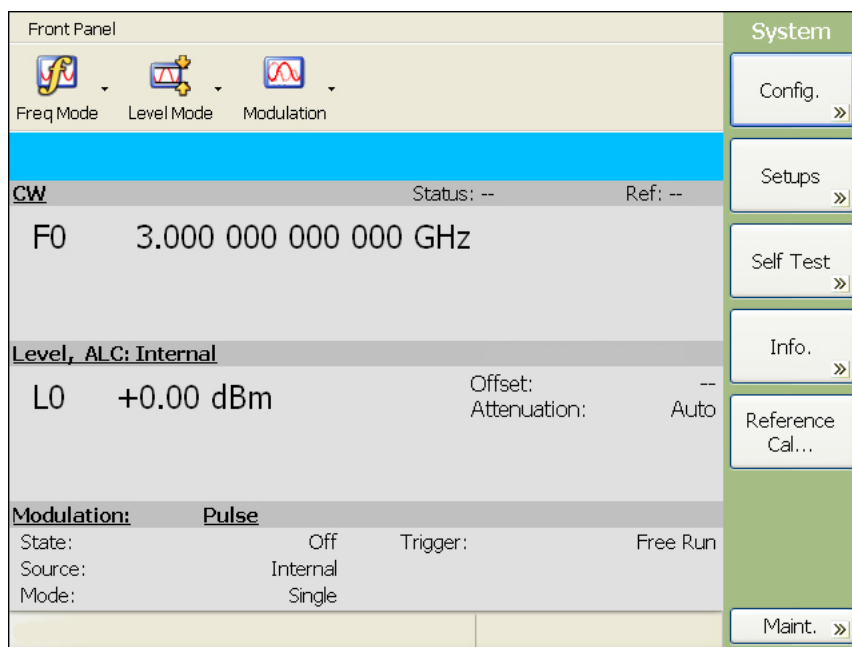 Front Panel
Freq Mode Level Mode Modulation
CW Status: -- Ref: --
F0 3.000 000 000 000 GHz
Level, ALC: Internal
L0 +0.00 dBm
Offset: --
Attenuation: Auto
Modulation: Pulse
State: Off Trigger: Free Run
Source: Internal
Mode: Single
System
Config. »
Setups »
Self Test »
Info. »
Reference
Cal...
Maint. »